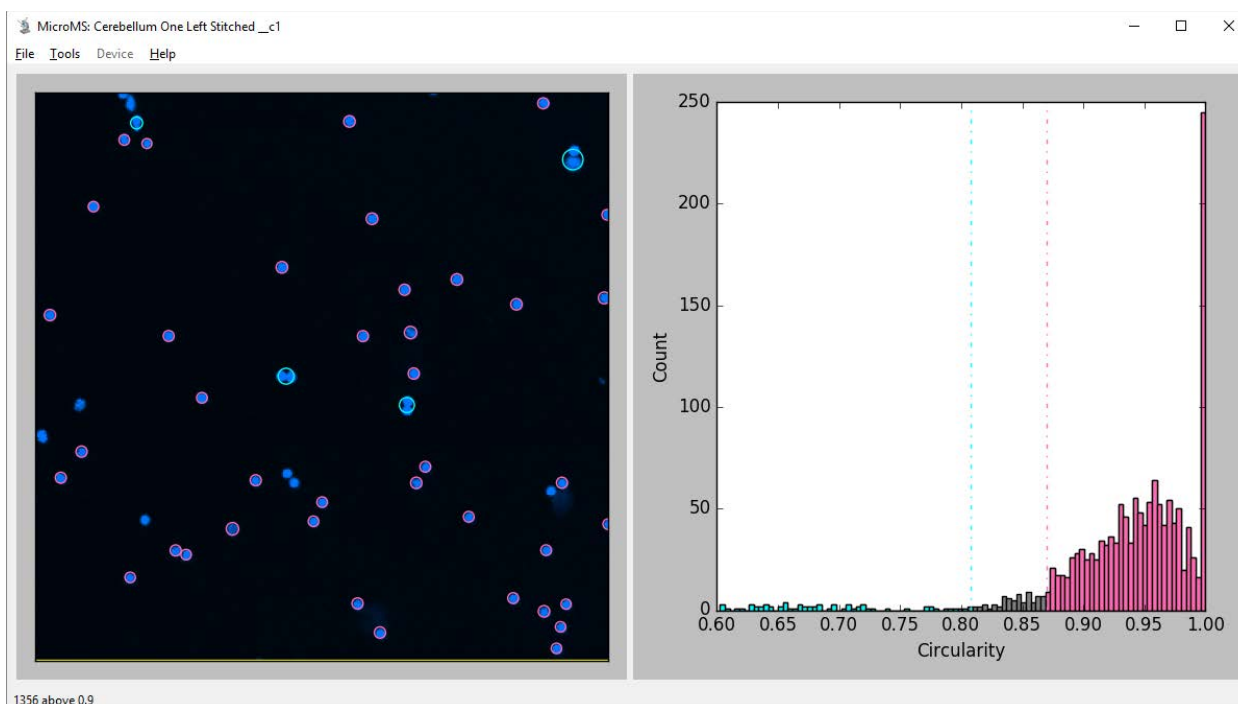 MicroMS: Cerebellum One Left Stitched __c1
File Tools Device Help
250
200
150
100
50
0
Count
0.60 0.65 0.70 0.75 0.80 0.85 0.90 0.95 1.00
Circularity
1356 above 0.9